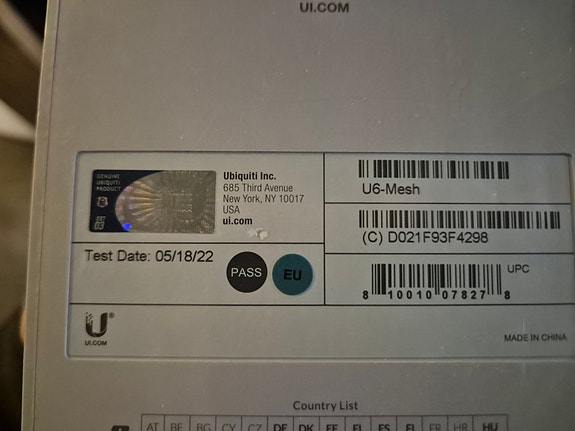 UI.COM
GENUINE
UBIQUITI
PRODUCT
Ubiquiti Inc.
685 Third Avenue
New York, NY 10017
USA
ui.com
U6-Mesh
(C) D021F93F4298
Test Date: 05/18/22
PASS
EU
8 10010 07827 8
UPC
UI.COM
MADE IN CHINA
Country List
AT BE BG CY CZ DE DK EE EL ES FI FR HR HU